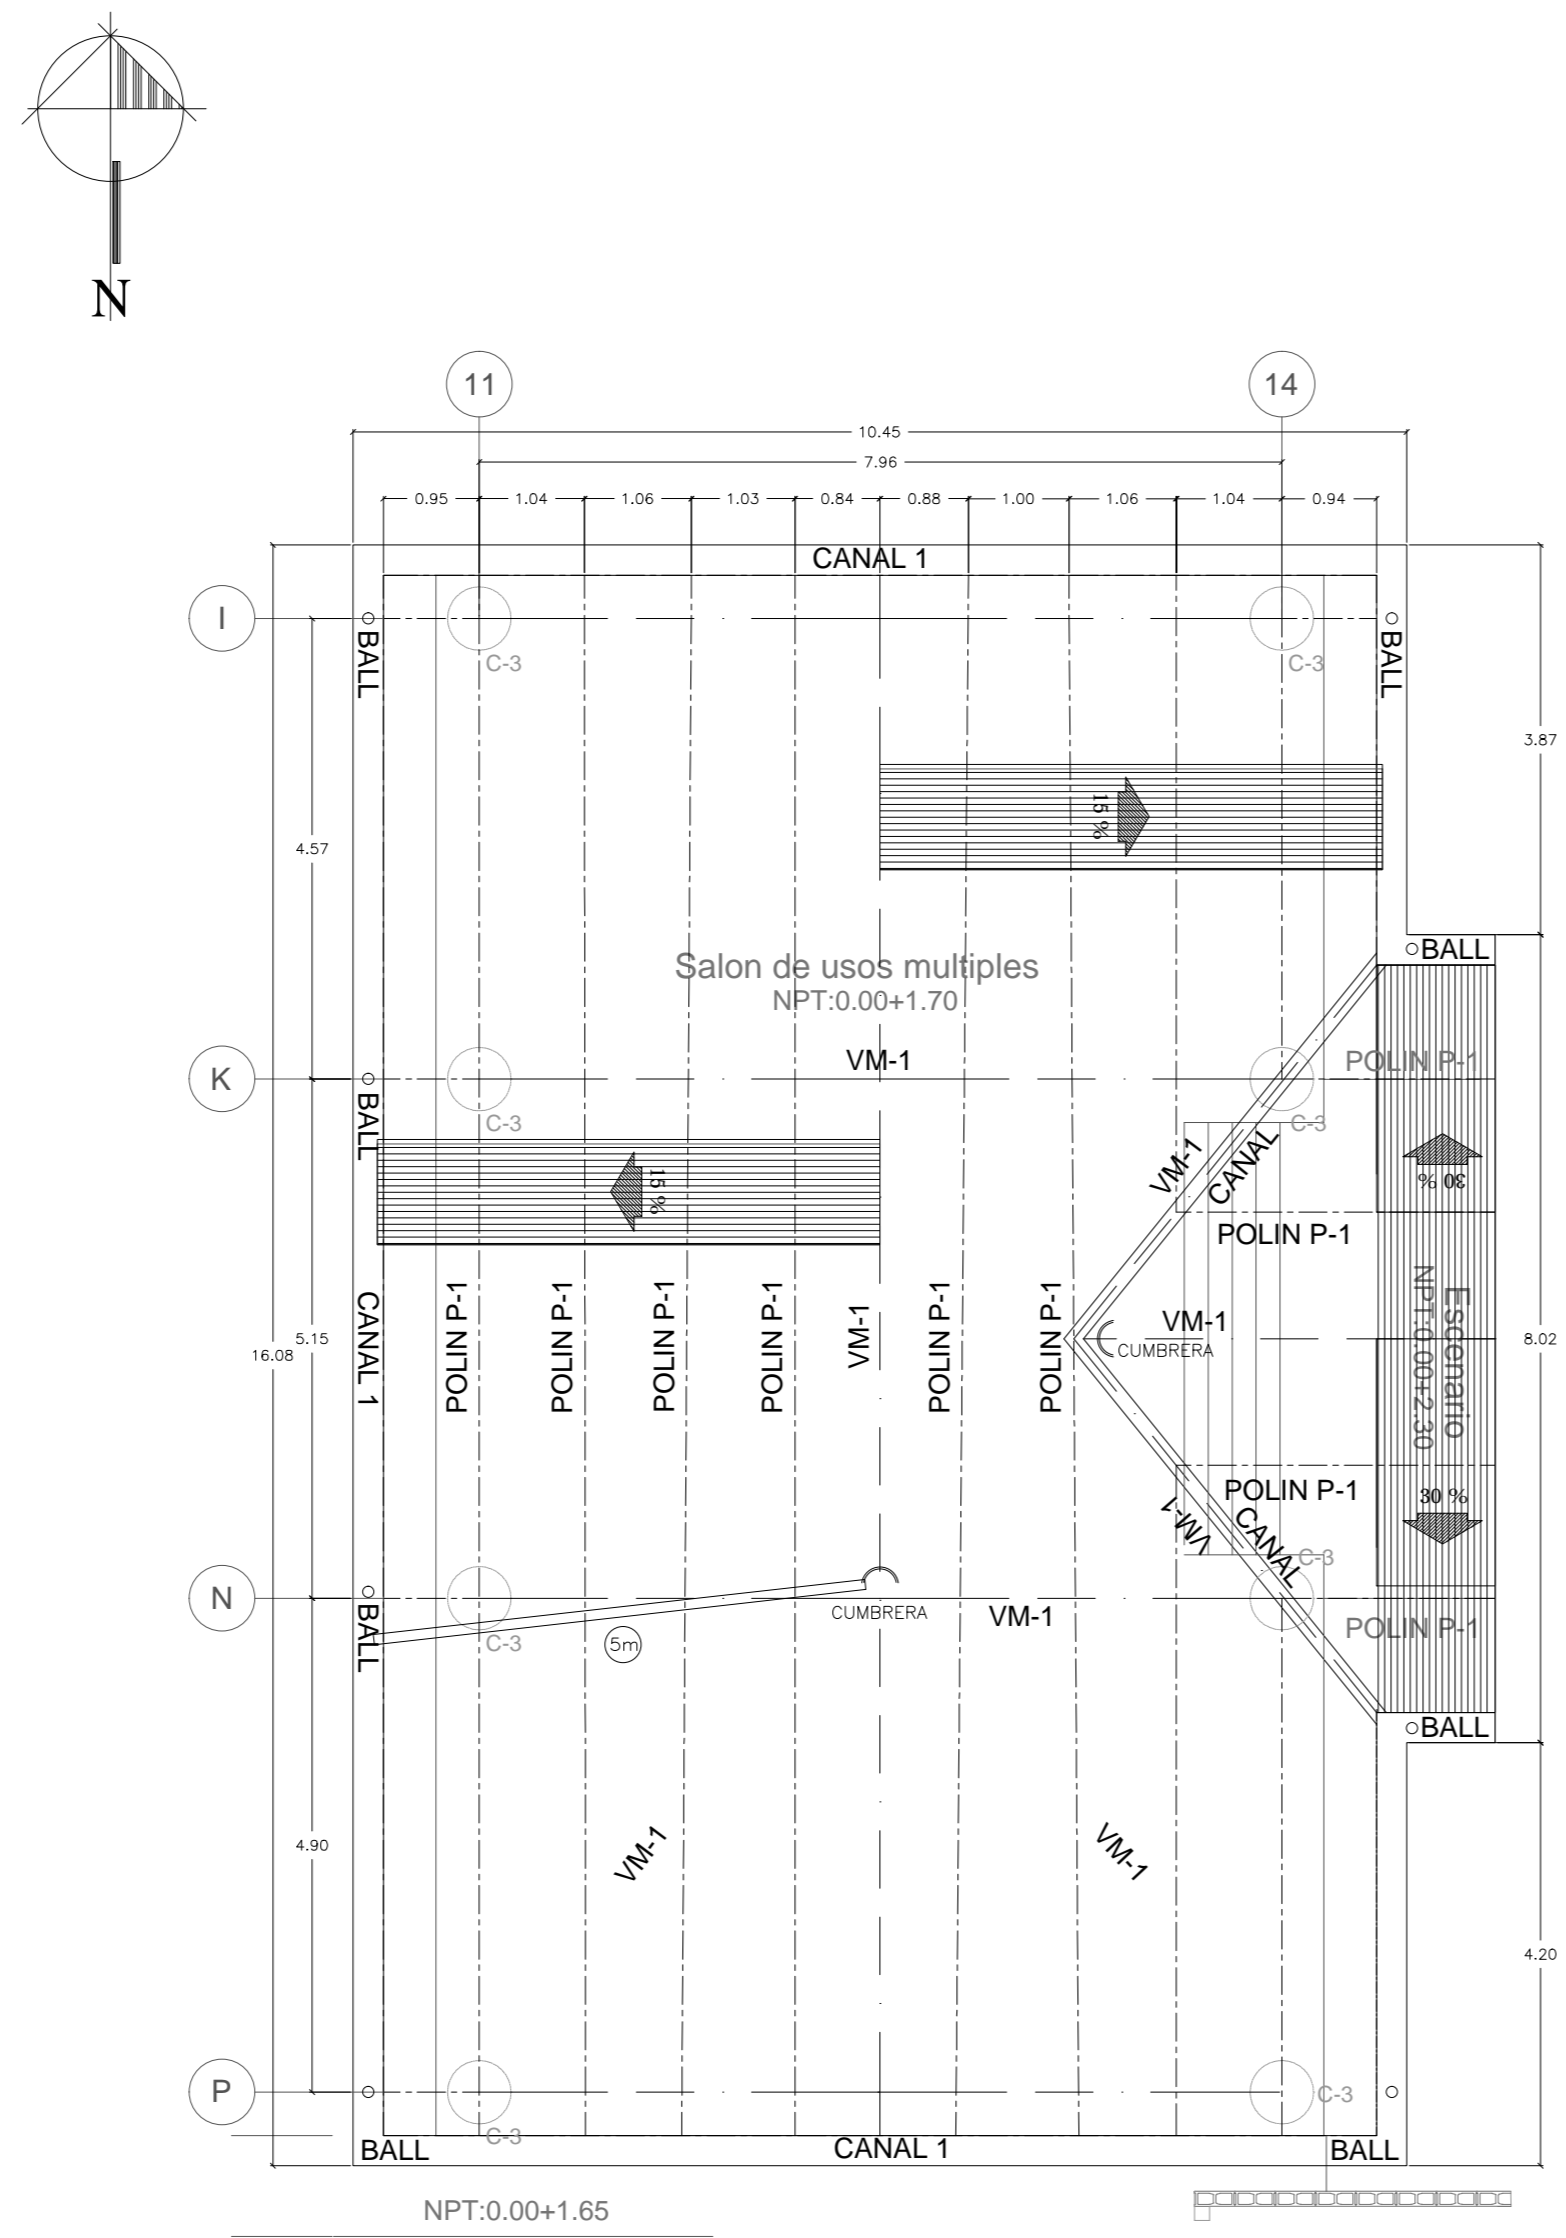 N
11
14
10.45
7.96
0.95
1.04
1.06
1.03
0.84
0.88
1.00
1.06
1.04
0.94
CANAL 1
I
BALL
C-3
C-3
BALL
3.87
15 %
4.57
Salon de usos multiples
NPT:0.00+1.70
BALL
K
VM-1
POLIN P-1
BALL
C-3
C-3
VM-1
CANAL
15 %
30 %
POLIN P-1
CANAL 1
POLIN P-1
POLIN P-1
POLIN P-1
POLIN P-1
VM-1
POLIN P-1
POLIN P-1
VM-1
CUMBRERA
Escenario
NPT:0.00+2.30
5.15
16.08
8.02
POLIN P-1
30 %
VM-1
CANAL
C-3
N
BALL
C-3
5m
CUMBRERA
VM-1
POLIN P-1
BALL
4.90
VM-1
VM-1
4.20
P
C-3
C-3
BALL
CANAL 1
BALL
NPT:0.00+1.65